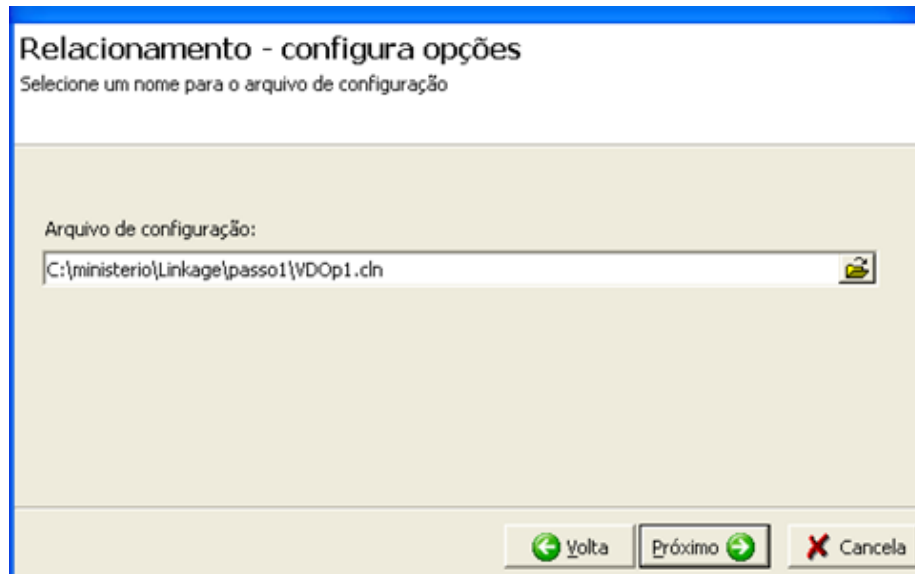 Relacionamento - configura opções
Selecione um nome para o arquivo de configuração
Arquivo de configuração:
C:\ministerio\Linkage\passo1\VDOp1.cln
Volta
Próximo
Cancela